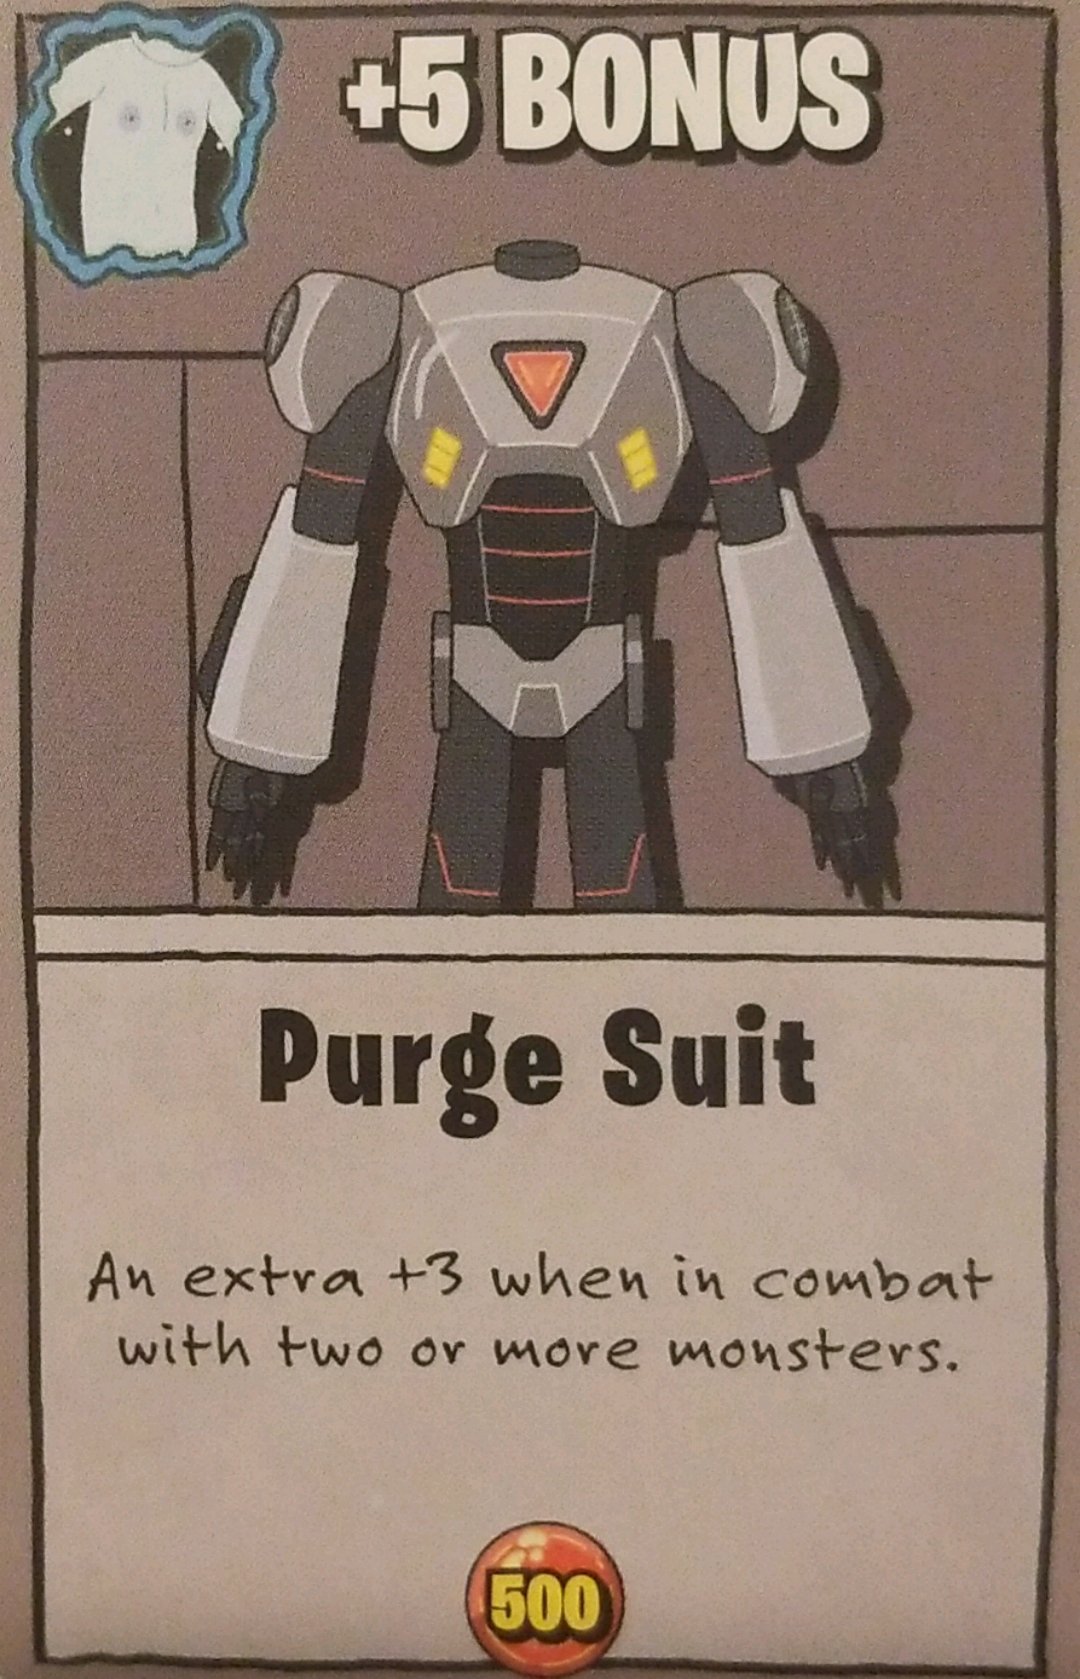 +5 BONUS
Purge Suit
An extra +3 when in combat
with two or more monsters.
500